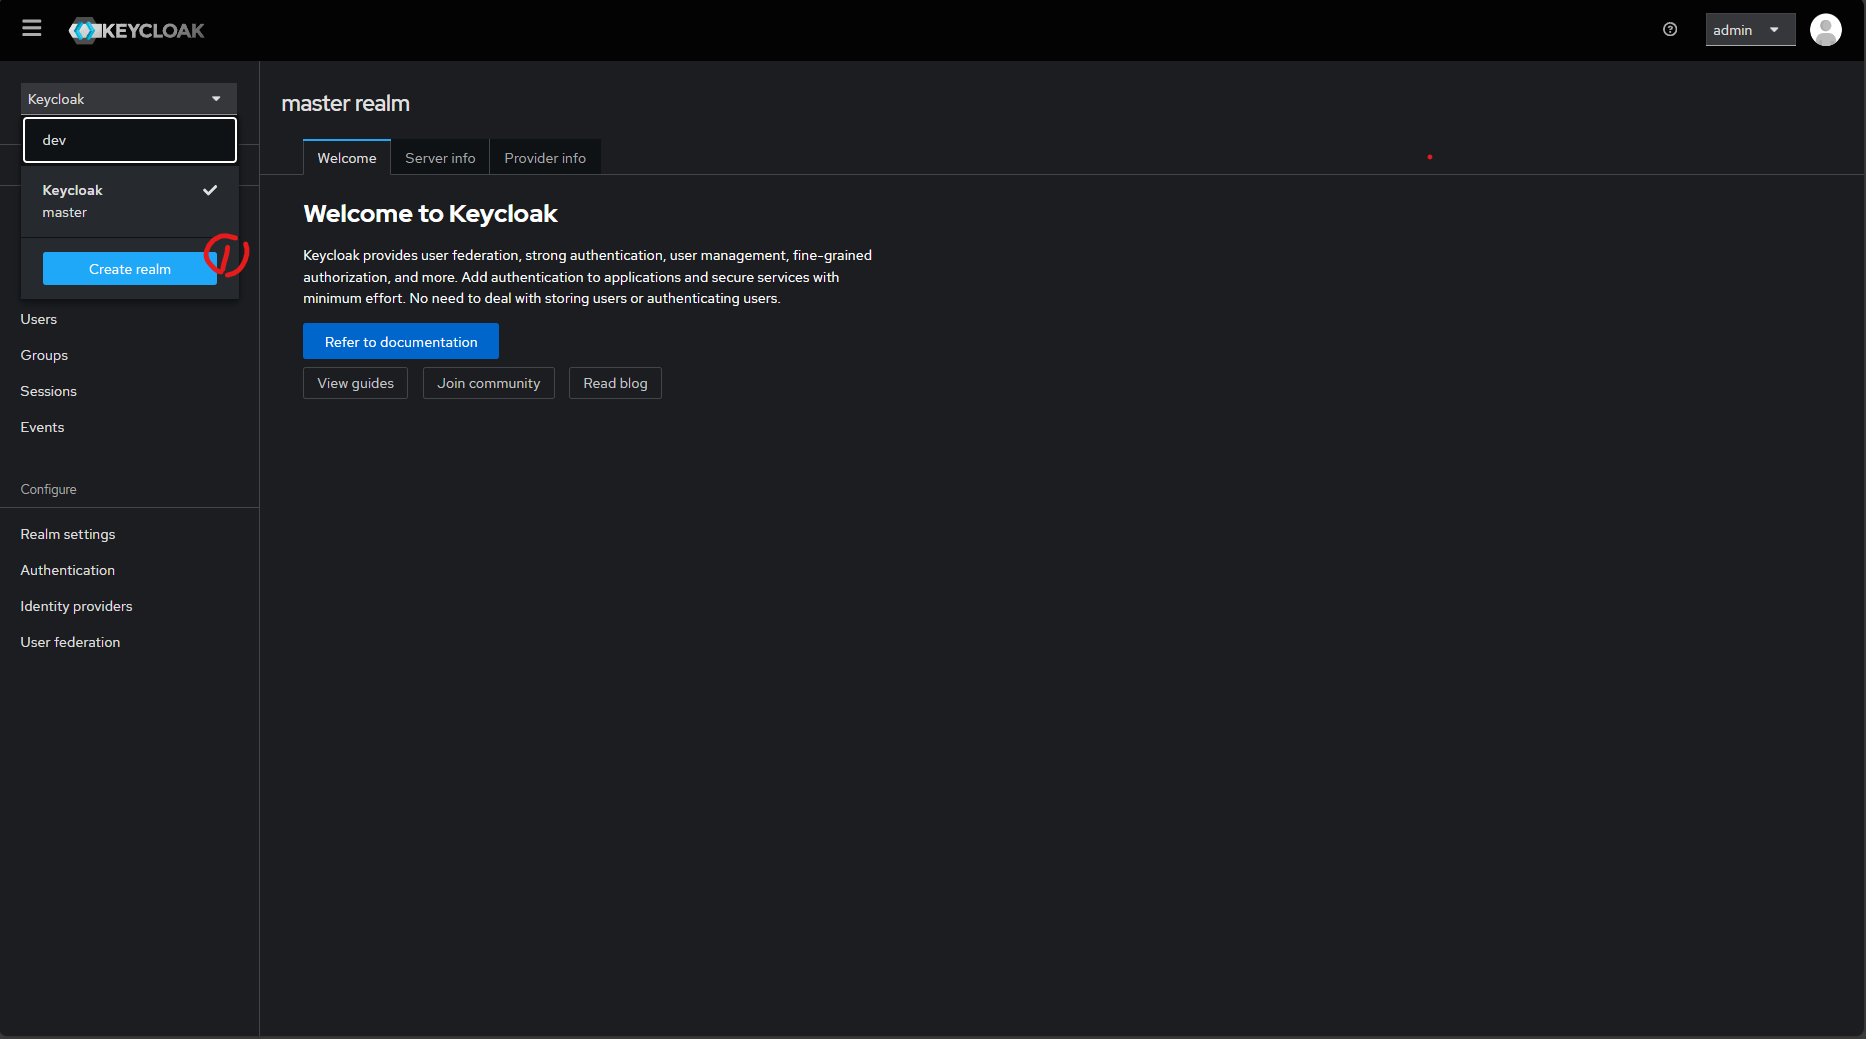 KEYCLOAK
admin
Keycloak
dev
Keycloak
master
Create realm
1
Users
Groups
Sessions
Events
Configure
Realm settings
Authentication
Identity providers
User federation
master realm
Welcome
Server info
Provider info
Welcome to Keycloak
Keycloak provides user federation, strong authentication, user management, fine-grained
authorization, and more. Add authentication to applications and secure services with
minimum effort. No need to deal with storing users or authenticating users.
Refer to documentation
View guides
Join community
Read blog